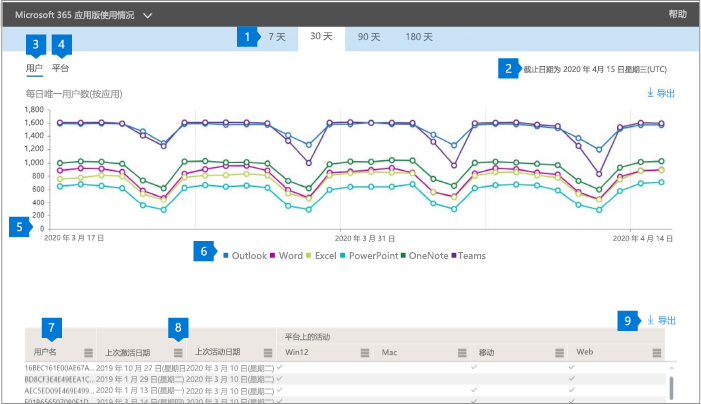 Microsoft 365 应用版使用情况
帮助
1
7 天
30 天
90 天
180 天
3
4
用户
平台
2
截止日期为 2020 年 4月 15 日星期三(UTC)
每日唯一用户数(按应用)
导出
1,800
1,600
1,400
1,200
1,000
800
600
400
200
0
5
2020 年 3 月 17 日
2020 年 3 月 31 日
2020 年 4 月 14 日
6
Outlook
Word
Excel
PowerPoint
OneNote
Teams
9
导出
7
8
平台上的活动
用户名
上次激活日期
上次活动日期
Win12
Mac
移动
Web
16BEC161E00AE67A...
2019 年 10 月 27 日(星期日
2020 年 3 月 10 日(星期二)
BD8CF3E4E49EEA1C...
2019 年 1 月 29 日(星期二)
2020 年 3 月 10 日(星期二)
AEC5ED09E469E499...
2020 年 1 月 13 日(星期一)
2020 年 3 月 10 日(星期二)
2019 年 3 月 14 日(星期四)
2020 年 3 月 10 日(星期二)